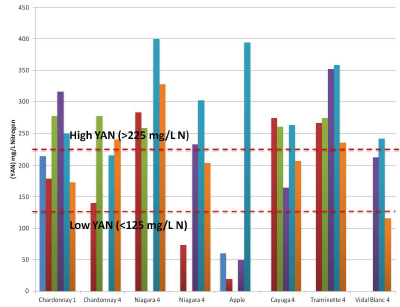 450
400
350
300
250
200
150
100
50
0
(YAN) mg/L Nitrogen
High YAN (>225 mg/L N)
Low YAN (<125 mg/L N)
Chardonnay 1 Chardonnay 4 Niagara 4 Niagara 4 Apple Cayuga 4 Traminette 4 Vidal Blanc 4